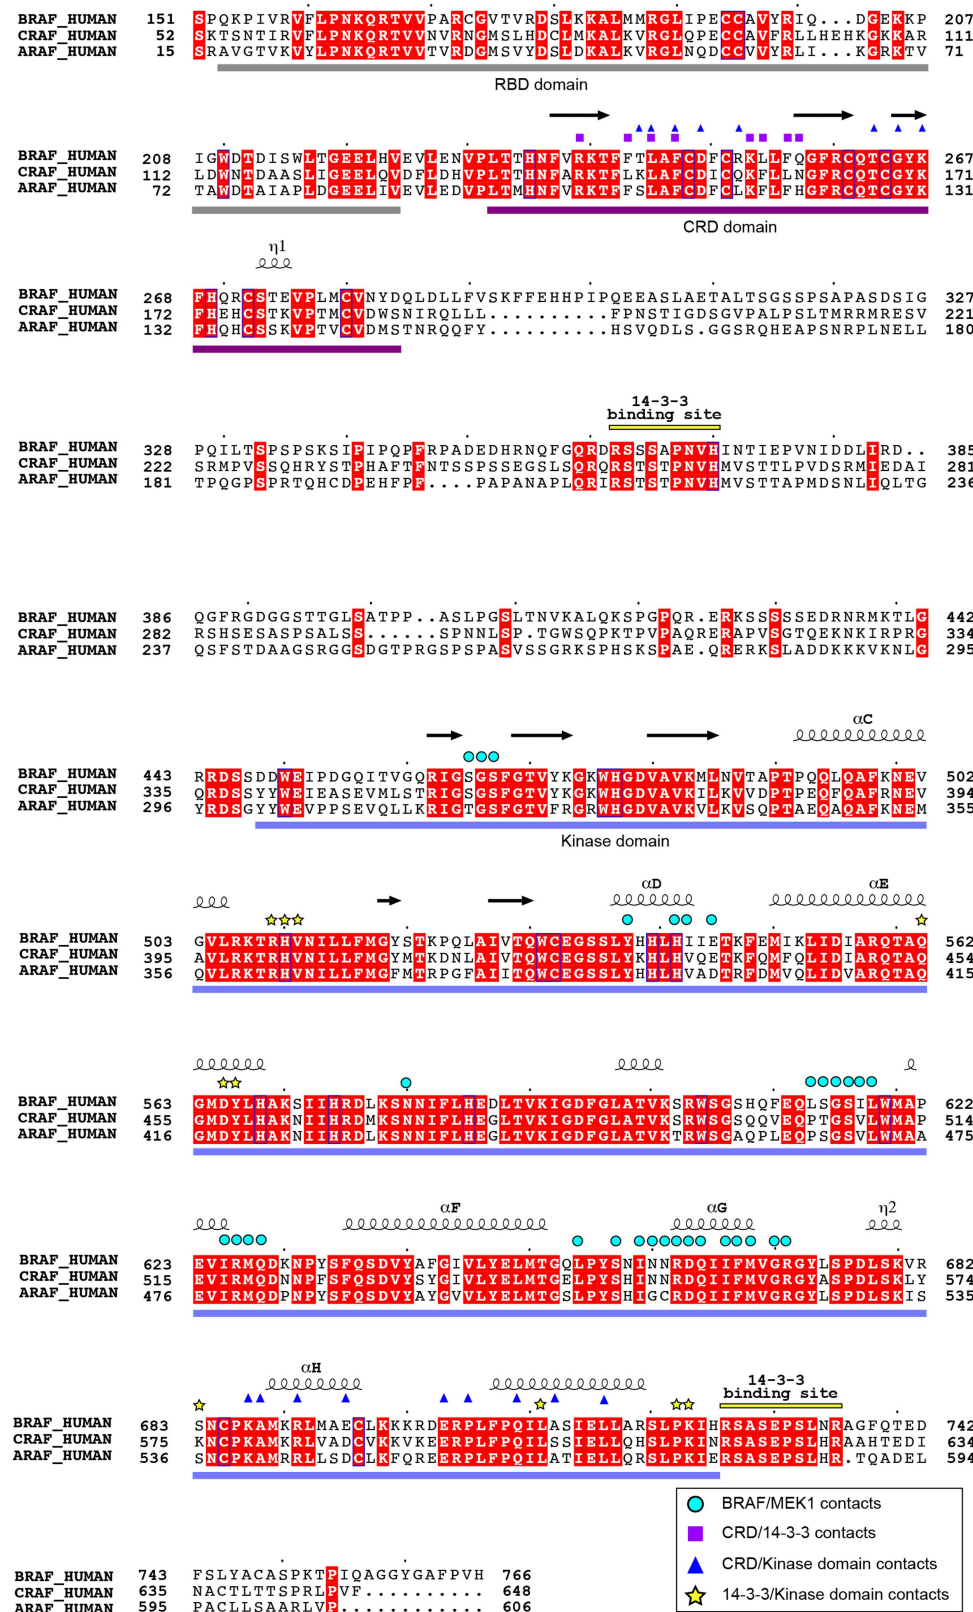 BRAF_HUMAN 151 SPQKPIVRVFLPNKQRTVVPARCGVTVRDSLKKALMMRGLIPECCAVYRIQ...DGEKKP 207
CRAF_HUMAN 52 SKTSNTIRVFLPNKQRTVVNVRNGMSLHDCLMKALKVRGLQPECCAVFRLLHEHKGKKAR 111
ARAF_HUMAN 15 SRAVGTVKVYLPNKQRTVVTVRDGMSVYDSLDKALKVRGLNQDCCVVYRLI...KGRKTV 71
RBD domain
BRAF_HUMAN 208 IGWDTDISWLTGEELHVEVLENVPLTTHNFVRKTFFTLAFCDFCRKLLFQGFRCQTCGYK 267
CRAF_HUMAN 112 LDWNTDAASLIGEELQVDFLDHVPLTTHNFARKTFLKLAFCDICQKFLLNGFRCQTCGYK 171
ARAF_HUMAN 72 TAWDTAIAPLDGEELIVEVLEDVPLTMHNFVRKTFFSLAFCDFCLKFLFHGFRCQTCGYK 131
CRD domain
η1
BRAF_HUMAN 268 FHQRCSTEVPLMCVNYDQLDLLFVSKFFEHHPIPQEEASLAETALTSGSSPSAPASDSIG 327
CRAF_HUMAN 172 FHEHCSTKVPTMCVDWSNIRQLLL..........FPNSTIGDSGVPALPSLTMRRMRESV 221
ARAF_HUMAN 132 FHQHCSSKVPTVCVDMSTNRQQFY..........HSVQDLS.GGSRQHEAPSNRPLNELL 180
14-3-3
binding site
BRAF_HUMAN 328 PQILTSPSPSKSIPIPQPFRPADEDHRNQFGQRDRSSSAPNVHINTIEPVNIDDLIRD.. 385
CRAF_HUMAN 222 SRMPVSSQHRYSTPHAFTFNTSSPSSEGSLSQRQRSTSTPNVHMVSTTLPVDSRMIEDAI 281
ARAF_HUMAN 181 TPQGPSPRTQHCDPEHFPF....PAPANAPLQRIRSTSTPNVHMVSTTAPMDSNLIQLTG 236
BRAF_HUMAN 386 QGFRGDGGSTTGLSATPP..ASLPGSLTNVKALQKSPGPQR.ERKSSSSSEDRNRMKTLG 442
CRAF_HUMAN 282 RSHSESASPSALSS......SPNNLSP.TGWSQPKTPVPAQRERAPVSGTQEKNKIRPRG 334
ARAF_HUMAN 237 QSFSTDAAGSRGGSDGTPRGSPSPASVSSGRKSPHSKSPAE.QRERKSLADDKKKVKNLG 295
αC
BRAF_HUMAN 443 RRDSSDDWEIPDGQITVGQRIGSGSFGTVYKGKWHGDVAVKMLNVTAPTPQQLQAFKNEV 502
CRAF_HUMAN 335 QRDSSYYWEIEASEVMLSTRIGSGSFGTVYKGKWHGDVAVKILKVVDPTPEQFQAFRNEV 394
ARAF_HUMAN 296 YRDSGYYWEVPPSEVQLLKRIGTGSFGTVFRGRWHGDVAVKVLKVSQPTAEQAQAFKNEM 355
Kinase domain
αD αE
BRAF_HUMAN 503 GVLRKTRHVNILLFMGYSTKPQLAIVTQWCEGSSLYHHLHIIETKFEMIKLIDIARQTAQ 562
CRAF_HUMAN 395 AVLRKTRHVNILLFMGYMTKDNLAIVTQWCEGSSLYKHLHVQETKFQMFQLIDIARQTAQ 454
ARAF_HUMAN 356 QVLRKTRHVNILLFMGFMTRPGFAIITQWCEGSSLYHHLHVADTRFDMVQLIDVARQTAQ 415
BRAF_HUMAN 563 GMDYLHAKSIIHRDLKSNNIFLHEDLTVKIGDFGLATVKSRWSGSHQFEQLSGSILWMAP 622
CRAF_HUMAN 455 GMDYLHAKNIIHRDMKSNNIFLHEGLTVKIGDFGLATVKSRWSGSQQVEQPTGSVLWMAP 514
ARAF_HUMAN 416 GMDYLHAKNIIHRDLKSNNIFLHEGLTVKIGDFGLATVKTRWSGAQPLEQPSGSVLWMAA 475
αF αG η2
BRAF_HUMAN 623 EVIRMQDKNPYSFQSDVYAFGIVLYELMTGQLPYSNINNRDQIIFMVGRGYLSPDLSKVR 682
CRAF_HUMAN 515 EVIRMQDNNPFSFQSDVYSYGIVLYELMTGELPYSHINNRDQIIFMVGRGYASPDLSKLY 574
ARAF_HUMAN 476 EVIRMQDPNPYSFQSDVYAYGVVLYELMTGSLPYSHIGCRDQIIFMVGRGYLSPDLSKIS 535
αH
14-3-3
binding site
BRAF_HUMAN 683 SNCPKAMKRLMAECLKKKRDERPLFPQILASIELLARSLPKIHRSASEPSLNRAGFQTED 742
CRAF_HUMAN 575 KNCPKAMKRLVADCVKKVKEERPLFPQILSSIELLQHSLPKINRSASEPSLHRAAHTEDI 634
ARAF_HUMAN 536 SNCPKAMRRLLSDCLKFQREERPLFPQILATIELLQRSLPKIERSASEPSLHR.TQADEL 594
BRAF_HUMAN 743 FSLYACASPKTPIQAGGYGAFPVH 766
CRAF_HUMAN 635 NACTLTTSPRLPVF.......... 648
ARAF_HUMAN 595 PACLLSAARLVP............ 606
BRAF/MEK1 contacts
CRD/14-3-3 contacts
CRD/Kinase domain contacts
14-3-3/Kinase domain contacts